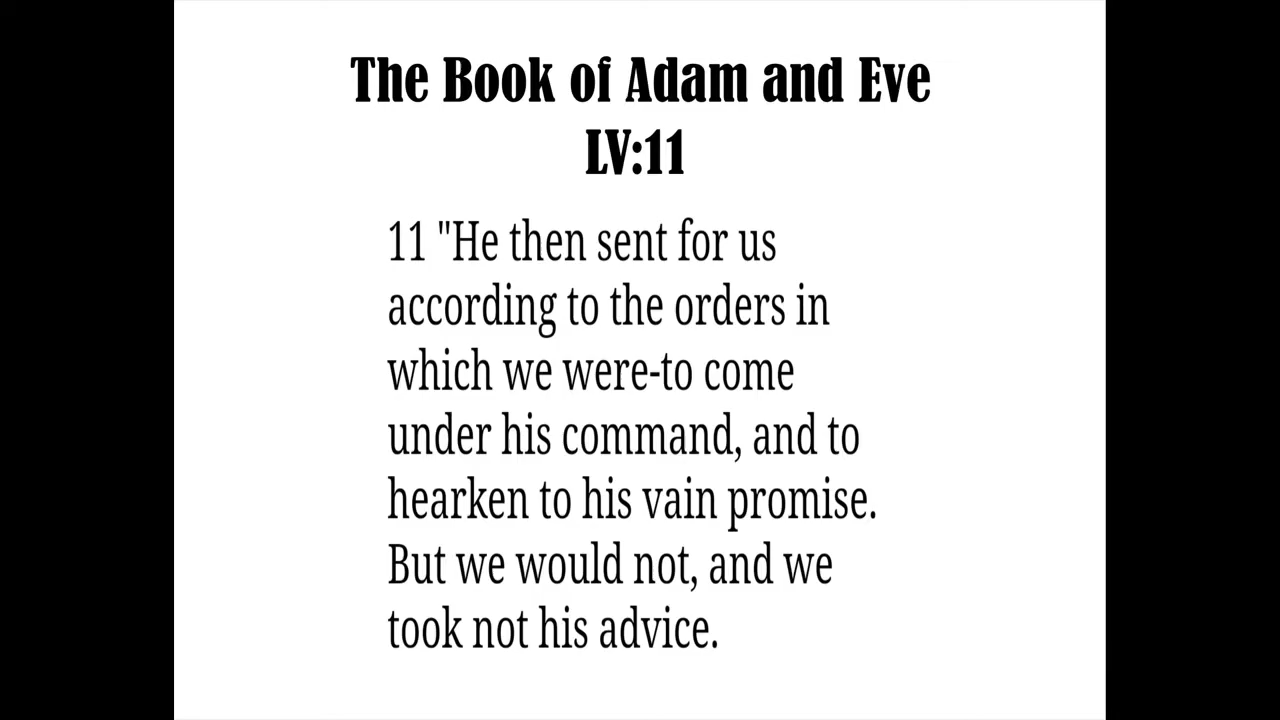 The Book of Adam and Eve
LV:11
11 "He then sent for us
according to the orders in
which we were-to come
under his command, and to
hearken to his vain promise.
But we would not, and we
took not his advice.